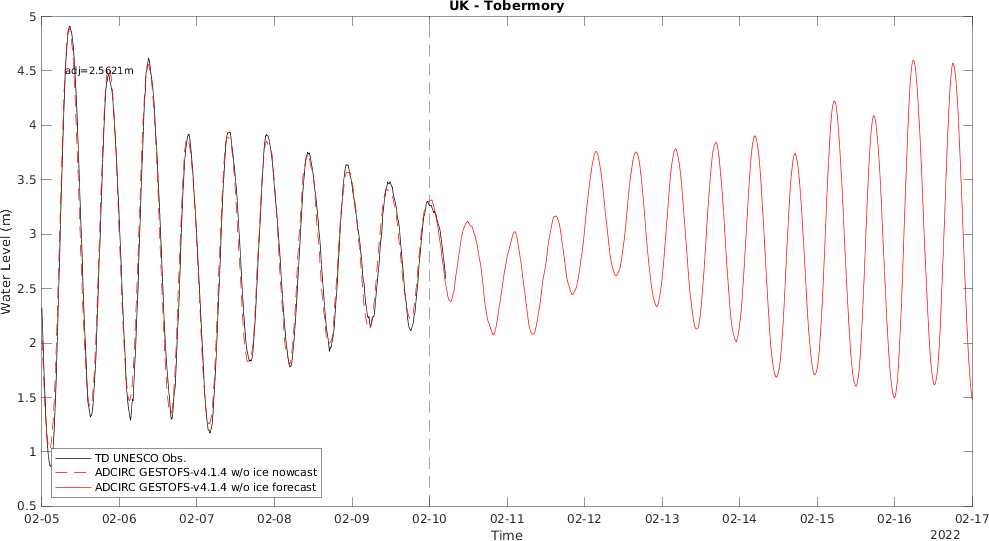 UK - Tobermory
adj=2.5621m
Water Level (m)
5
4.5
4
3.5
3
2.5
2
1.5
1
0.5
TD UNESCO Obs.
ADCIRC GESTOFS-v4.1.4 w/o ice nowcast
ADCIRC GESTOFS-v4.1.4 w/o ice forecast
02-05 02-06 02-07 02-08 02-09 02-10 02-11 02-12 02-13 02-14 02-15 02-16 02-17
Time
2022